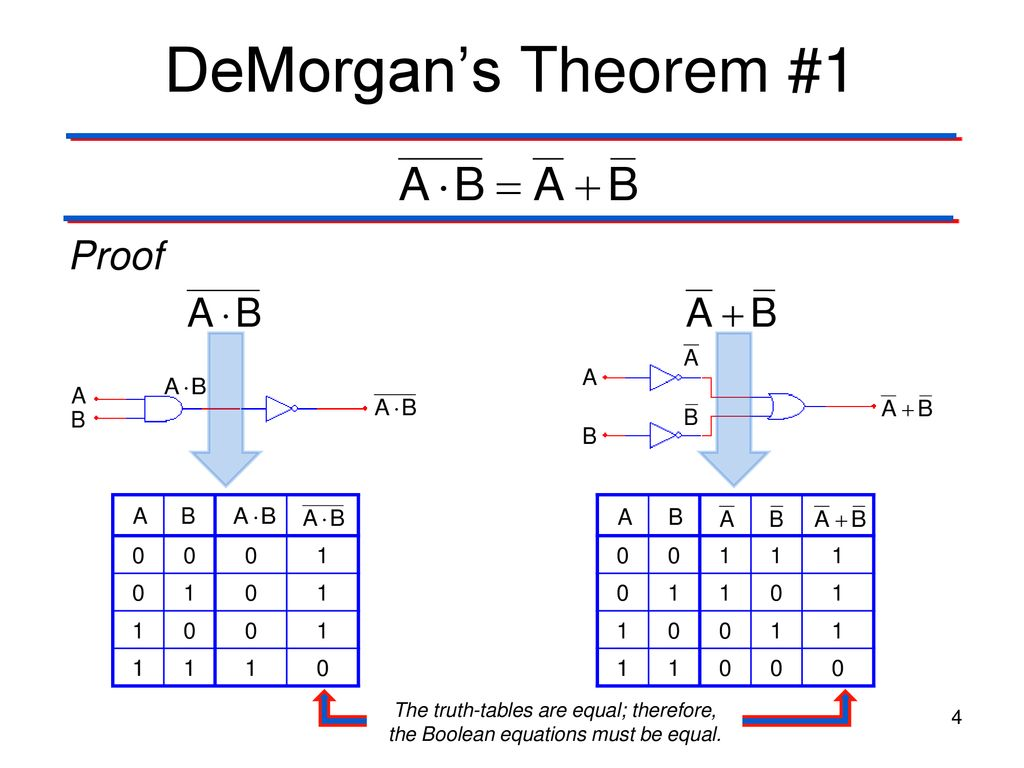 DeMorgan’s Theorem #1
A̅ ̅·̅ ̅B̅ = A̅ + B̅
Proof
A̅ ̅·̅ ̅B̅
A̅ + B̅
A
B
A · B
A̅ ̅·̅ ̅B̅
A
A̅
B
B̅
A̅ + B̅
A B A · B A̅ ̅·̅ ̅B̅
0 0 0 1
0 1 0 1
1 0 0 1
1 1 1 0
A B A̅ B̅ A̅ + B̅
0 0 1 1 1
0 1 1 0 1
1 0 0 1 1
1 1 0 0 0
The truth-tables are equal; therefore,
the Boolean equations must be equal.
4